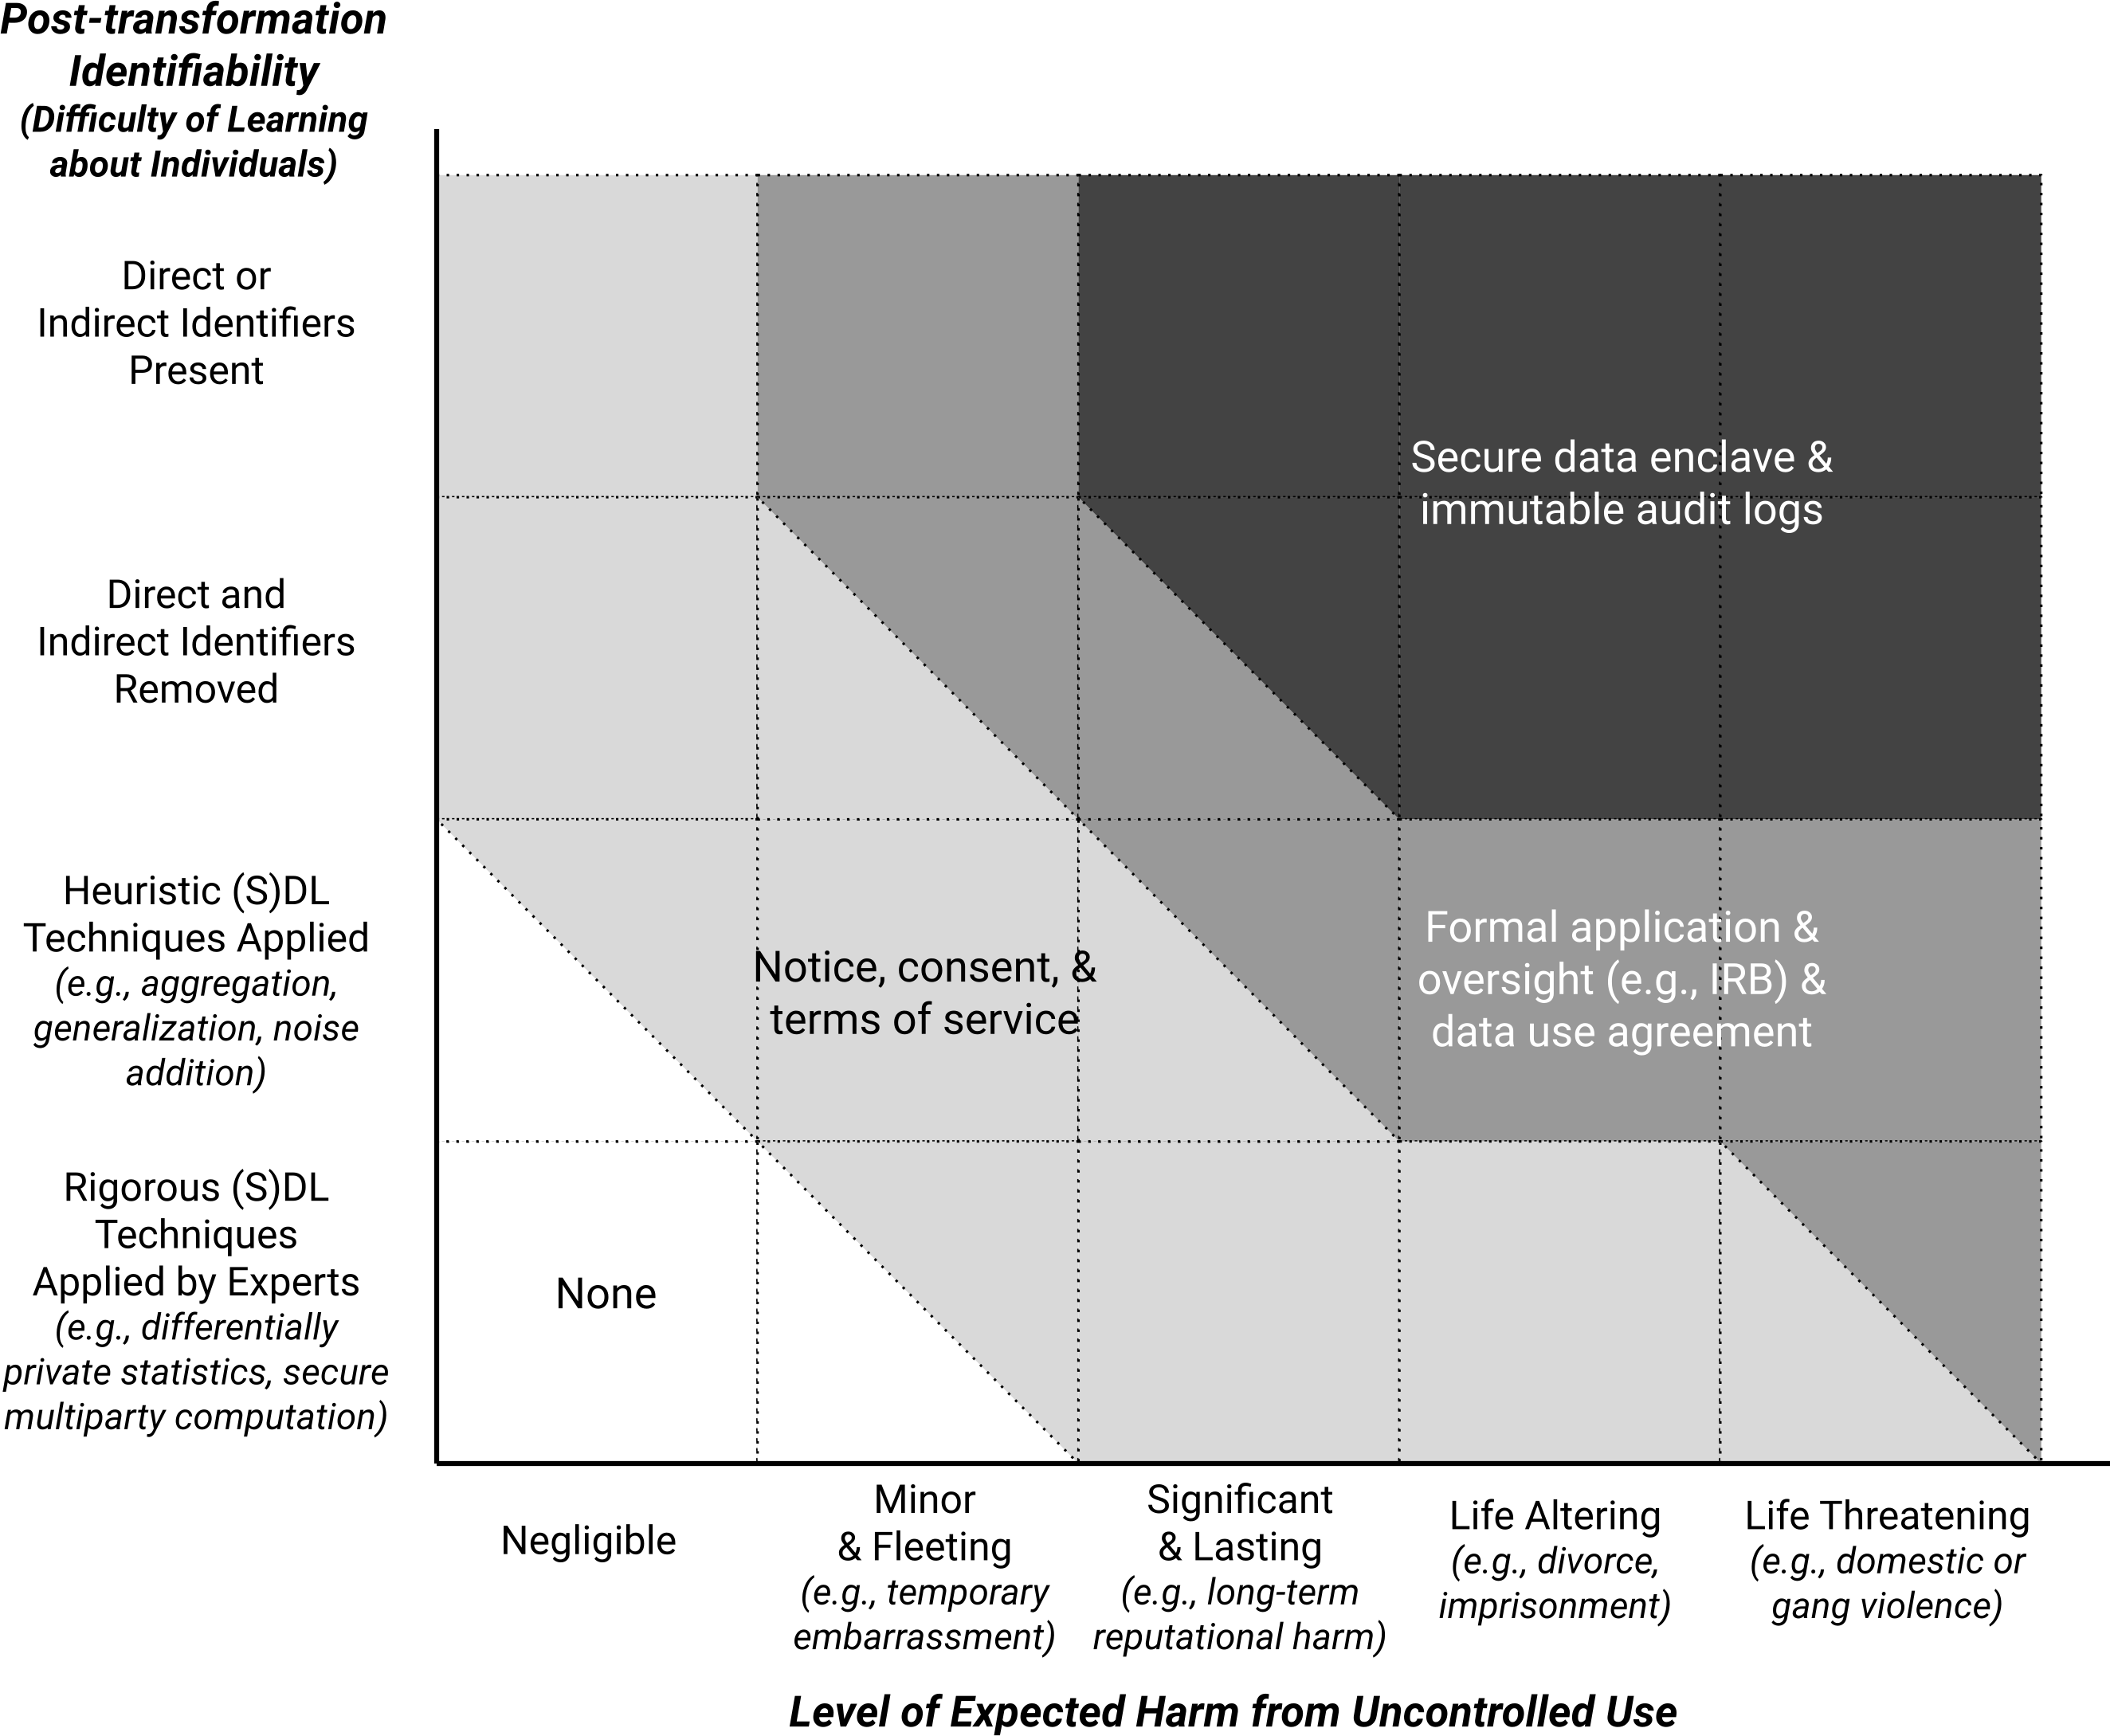 Post-transformation
Identifiability
(Difficulty of Learning
about Individuals)
Direct or
Indirect Identifiers
Present
Secure data enclave &
immutable audit logs
Direct and
Indirect Identifiers
Removed
Heuristic (S)DL
Techniques Applied
(e.g., aggregation,
generalization, noise
addition)
Notice, consent, &
terms of service
Formal application &
oversight (e.g., IRB) &
data use agreement
Rigorous (S)DL
Techniques
Applied by Experts
(e.g., differentially
private statistics, secure
multiparty computation)
None
Negligible
Minor
& Fleeting
(e.g., temporary
embarrassment)
Significant
& Lasting
(e.g., long-term
reputational harm)
Life Altering
(e.g., divorce,
imprisonment)
Life Threatening
(e.g., domestic or
gang violence)
Level of Expected Harm from Uncontrolled Use